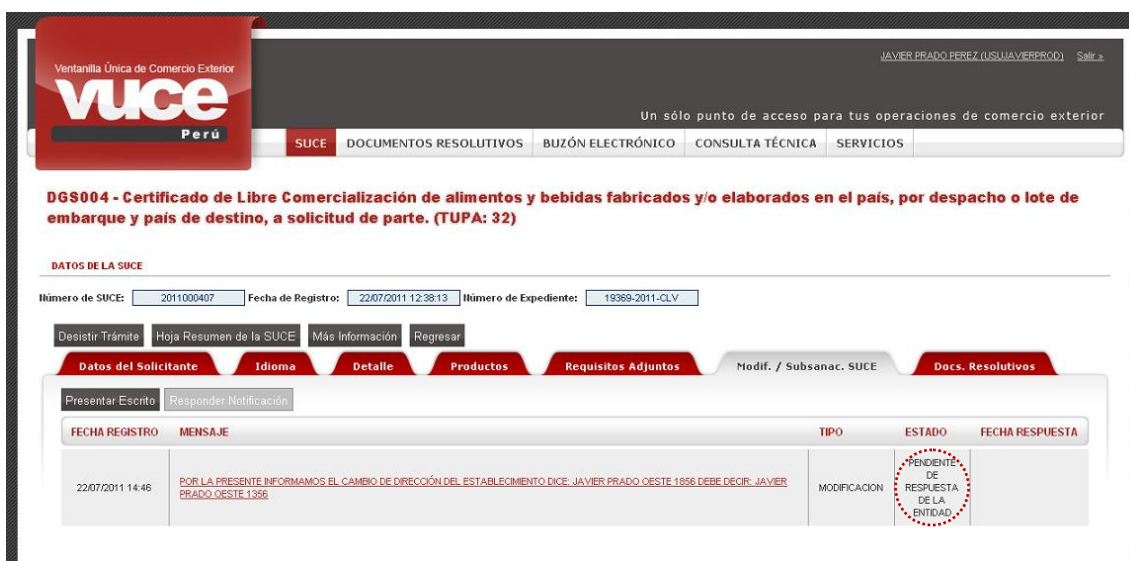 JAVIER PRADO PEREZ (USUJAVIERPROD) Salir »
Ventanilla Única de Comercio Exterior
vuce
Perú
Un sólo punto de acceso para tus operaciones de comercio exterior
SUCE DOCUMENTOS RESOLUTIVOS BUZÓN ELECTRÓNICO CONSULTA TÉCNICA SERVICIOS
DGS004 - Certificado de Libre Comercialización de alimentos y bebidas fabricados y/o elaborados en el país, por despacho o lote de
embarque y país de destino, a solicitud de parte. (TUPA: 32)
DATOS DE LA SUCE
Número de SUCE: 2011000407 Fecha de Registro: 22/07/2011 12:38:13 Número de Expediente: 19369-2011-CLV
Desistir Trámite Hoja Resumen de la SUCE Más Información Regresar
Datos del Solicitante Idioma Detalle Productos Requisitos Adjuntos Modif. / Subsanac. SUCE Docs. Resolutivos
Presentar Escrito Responder Notificación
FECHA REGISTRO MENSAJE TIPO ESTADO FECHA RESPUESTA
22/07/2011 14:46 POR LA PRESENTE INFORMAMOS EL CAMBIO DE DIRECCIÓN DEL ESTABLECIMIENTO DICE: JAVIER PRADO OESTE 1856 DEBE DECIR: JAVIER
PRADO OESTE 1356
MODIFICACION
PENDIENTE
DE
RESPUESTA
DE LA
ENTIDAD